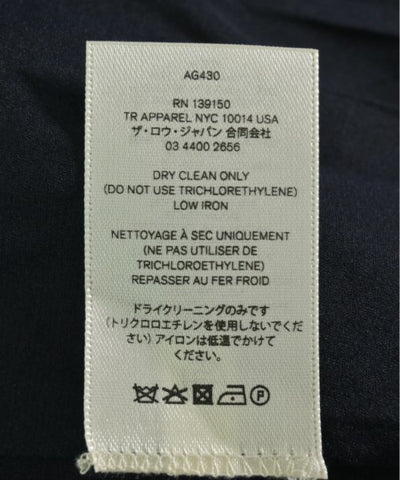 AG430
RN 139150
TR APPAREL NYC 10014 USA
ザ・ロウ・ジャパン 合同会社
03 4400 2656
DRY CLEAN ONLY
(DO NOT USE TRICHLORETHYLENE)
LOW IRON
NETTOYAGE À SEC UNIQUEMENT
(NE PAS UTILISER DE
TRICHLOROETHYLENE)
REPASSER AU FER FROID
ドライクリーニングのみです
(トリクロロエチレンを使用しないでくだ
さい) アイロンは低温でかけて
ください。
P